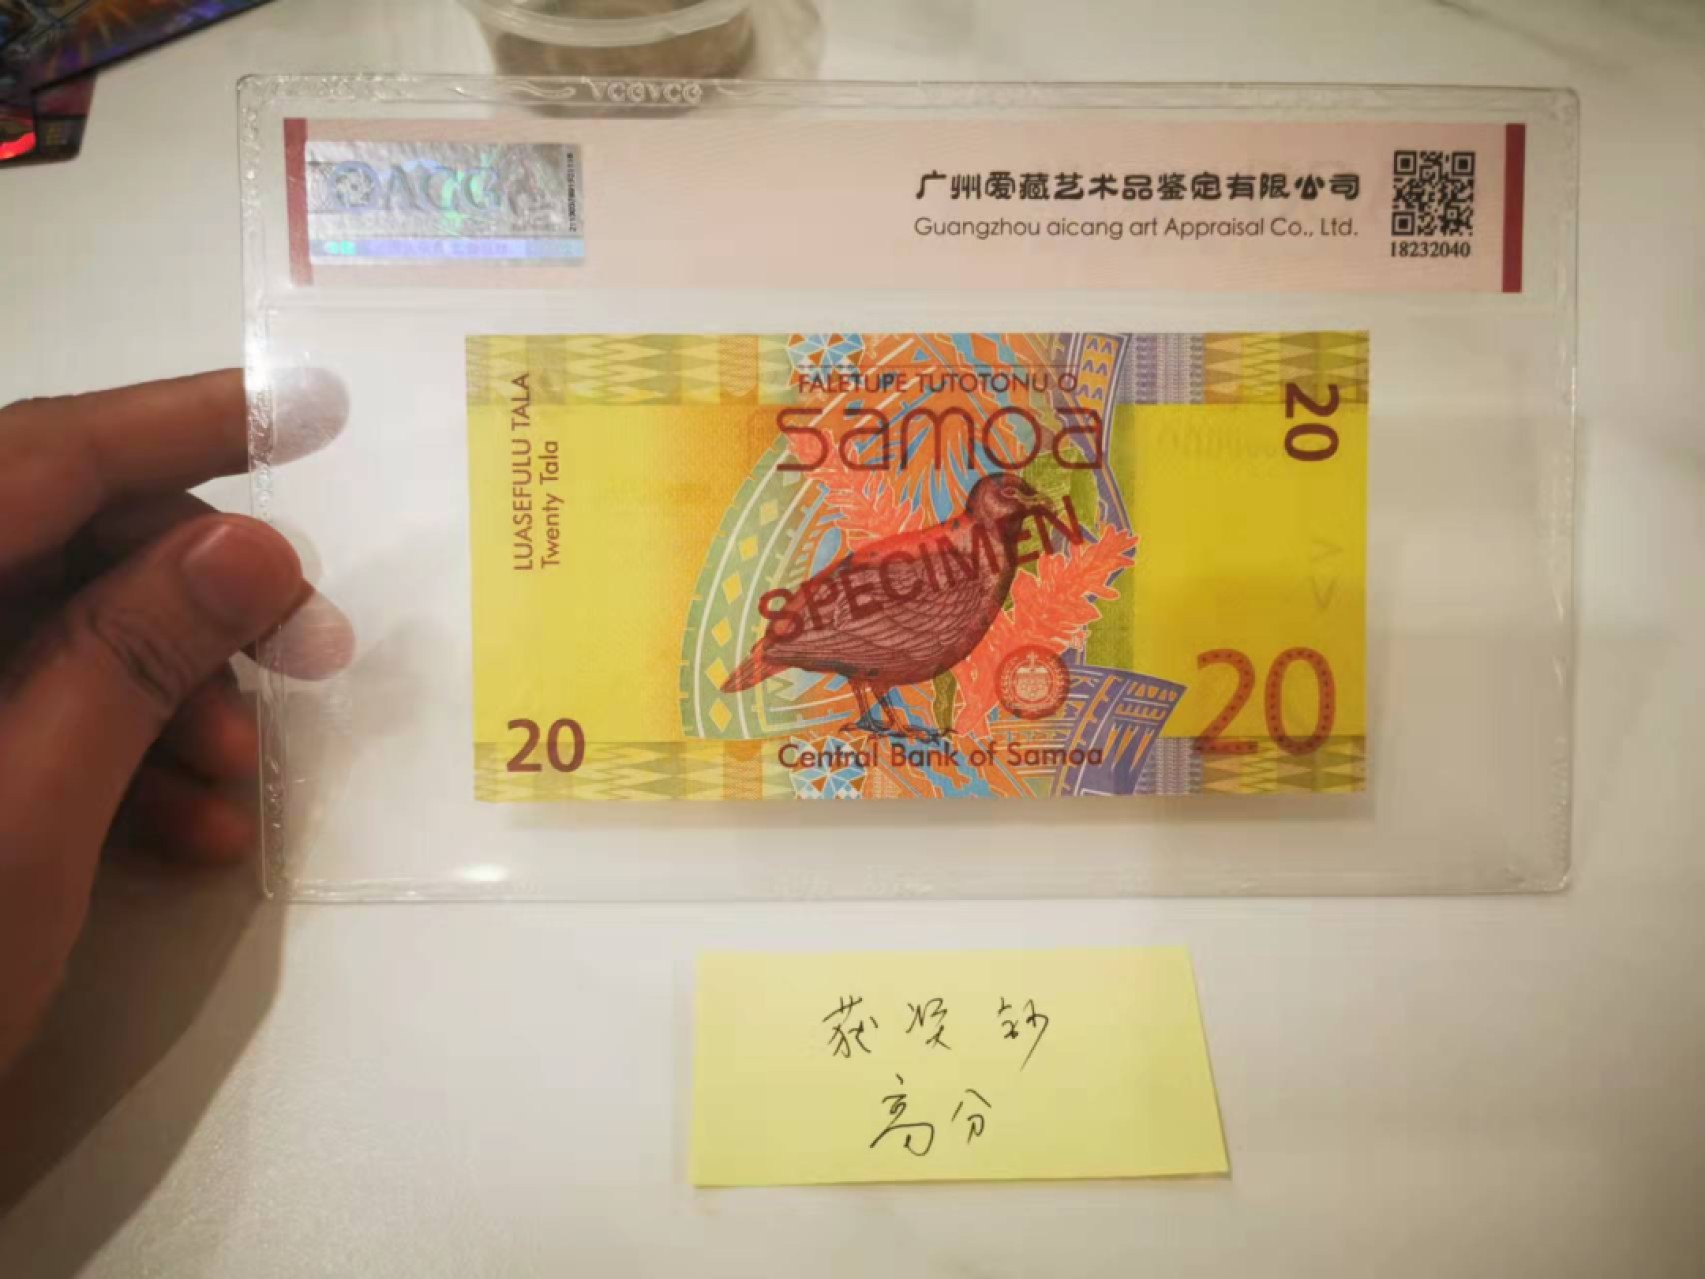 ACG
广州爱藏艺术品鉴定有限公司
Guangzhou aicang art Appraisal Co., Ltd.
18232040
LUASEFULU TALA
Twenty Tala
FALETUPE TUTOTONU O
samoa
20
SPECIMEN
20
20
Central Bank of Samoa
获奖钞
高分